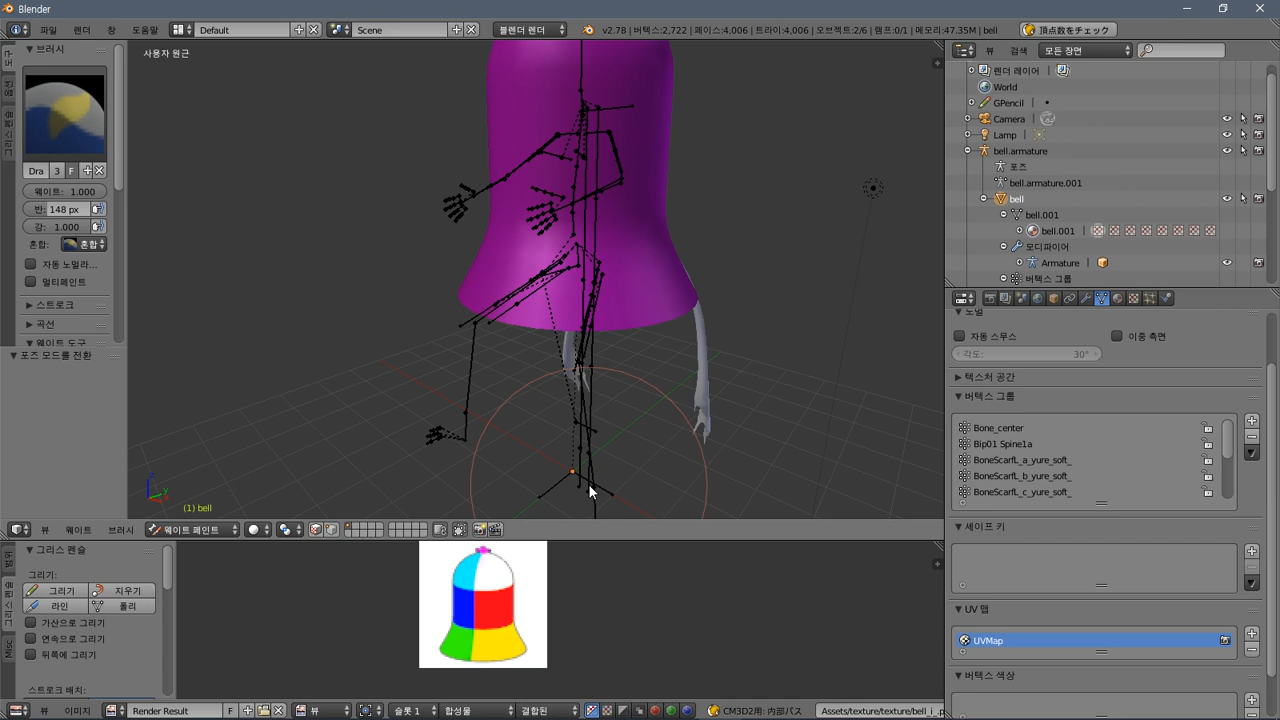 Blender
파일
렌더
창
도움말
Default
Scene
블렌더 렌더
v2.78 | 버텍스:2,722 | 페이스:4,006 | 트라이:4,006 | 오브젝트:2/6 | 램프:0/1 | 메모리:47.35M | bell
頂点数をチェック
브러시
사용자 원근
Dra
3
F
웨이트: 1.000
반: 148 px
강: 1.000
혼합:
혼합
자동 노멀라...
멀티페인트
스트로크
곡선
웨이트 도구
포즈 모드를 전환
(1) bell
뷰
웨이트
브러시
웨이트 페인트
뷰
검색
모든 장면
렌더 레이어
World
GPencil
Camera
Lamp
bell.armature
포즈
bell.armature.001
bell
bell.001
bell.001
모디파이어
Armature
버텍스 그룹
노멀
자동 스무스
이중 측면
각도:
30°
텍스처 공간
버텍스 그룹
Bone_center
Bip01 Spine1a
BoneScarfL_a_yure_soft_
BoneScarfL_b_yure_soft_
BoneScarfL_c_yure_soft_
셰이프 키
UV 맵
UVMap
버텍스 색상
그리스 펜슬
그리기:
그리기
지우기
라인
폴리
가산으로 그리기
연속으로 그리기
뒤쪽에 그리기
스트로크 배치:
그리스 펜슬
Misc
뷰
이미지
Render Result
F
뷰
슬롯 1
합성물
결합된
CM3D2用: 内部パス
Assets/texture/texture/bell_i_.p